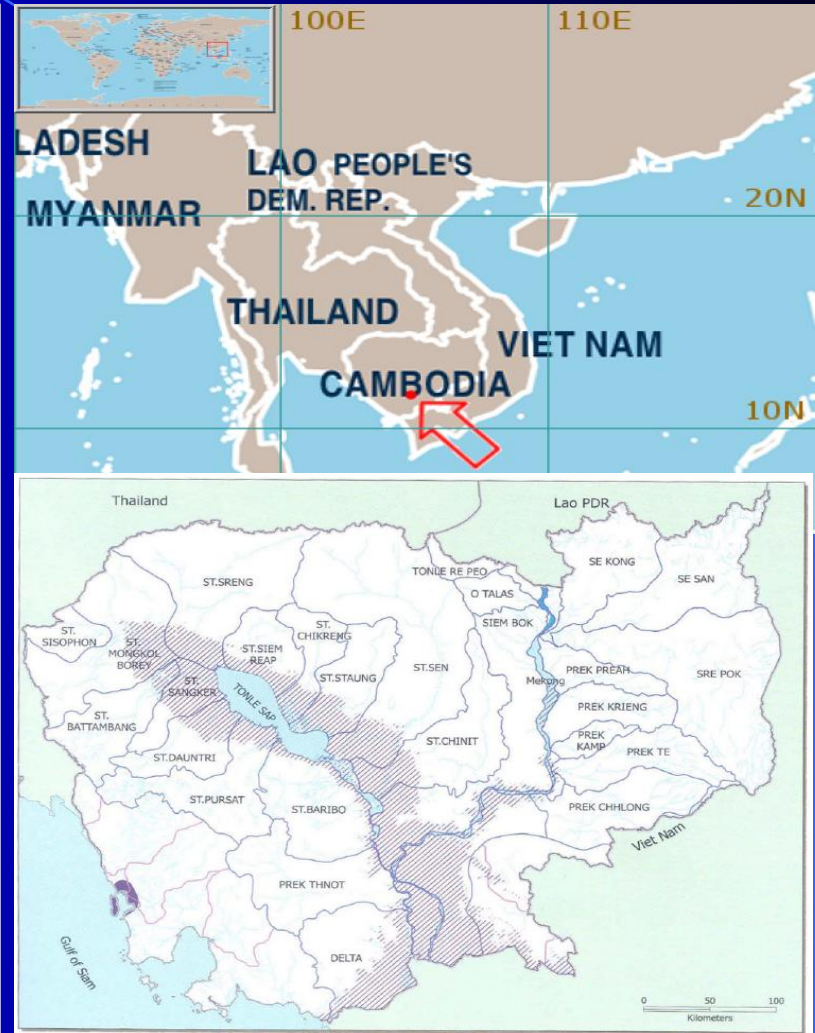 100E
110E
LADESH
LAO PEOPLE'S
DEM. REP.
MYANMAR
20N
THAILAND
VIET NAM
CAMBODIA
10N
Thailand
Lao PDR
SE KONG
TONLE RE PEO
SE SAN
ST.SRENG
O TALAS
SIEM BOK
ST.
CHIKRENG
ST.
SISOPHON
ST.
MONGKOL
BOREY
ST.SIEM
REAP
ST.SEN
PREK PREAH
SRE POK
ST.STAUNG
Mekong
ST.
SANGKER
TONLE SAP
PREK KRIENG
ST.
BATTAMBANG
PREK
KAMP
PREK TE
ST.CHINIT
ST.DAUNTRI
ST.PURSAT
ST.BARIBO
PREK CHHLONG
Viet Nam
PREK THNOT
Gulf of Siam
DELTA
0 50 100
Kilometers